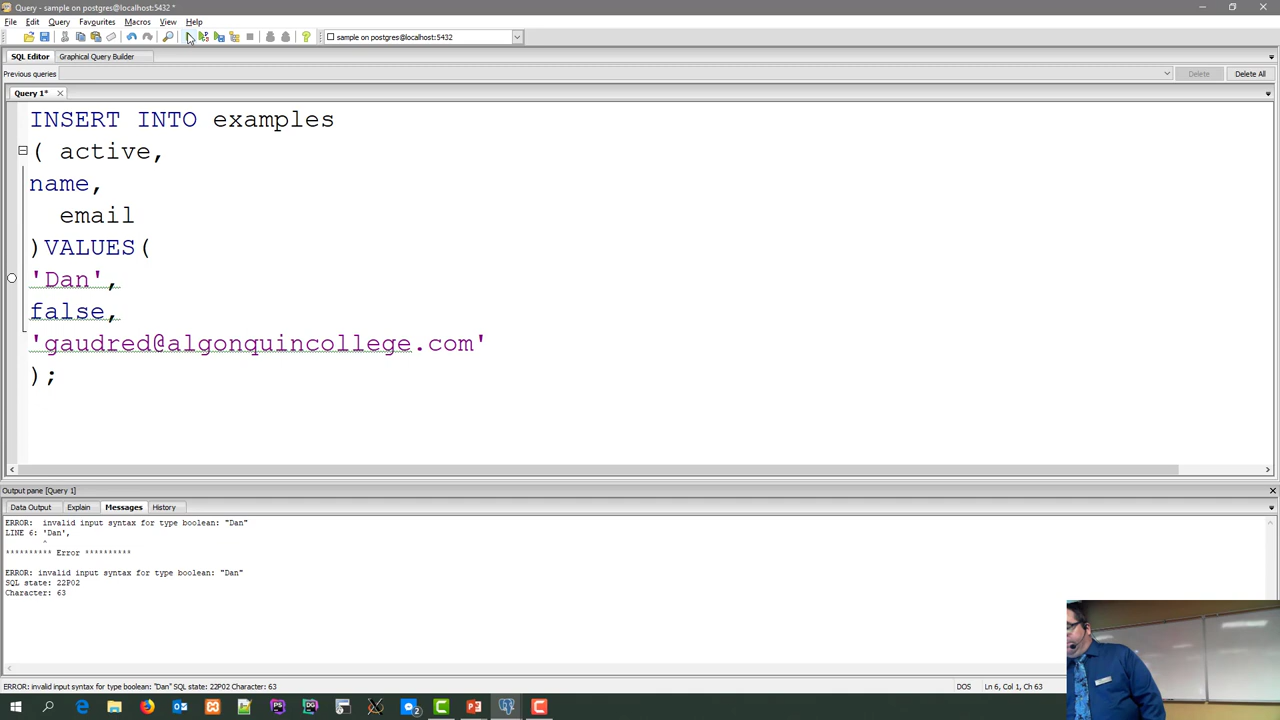 Query - sample on postgres@localhost:5432 *
File Edit Query Favourites Macros View Help
sample on postgres@localhost:5432
SQL Editor Graphical Query Builder
Previous queries Delete Delete All
Query 1*
INSERT INTO examples
( active,
name,
email
)VALUES(
'Dan',
false,
'gaudred@algonquincollege.com'
);
Output pane [Query 1]
Data Output Explain Messages History
ERROR: invalid input syntax for type boolean: "Dan"
LINE 6: 'Dan',
^
********** Error **********
ERROR: invalid input syntax for type boolean: "Dan"
SQL state: 22P02
Character: 63
ERROR: invalid input syntax for type boolean: "Dan" SQL state: 22P02 Character: 63 DOS Ln 6, Col 1, Ch 63